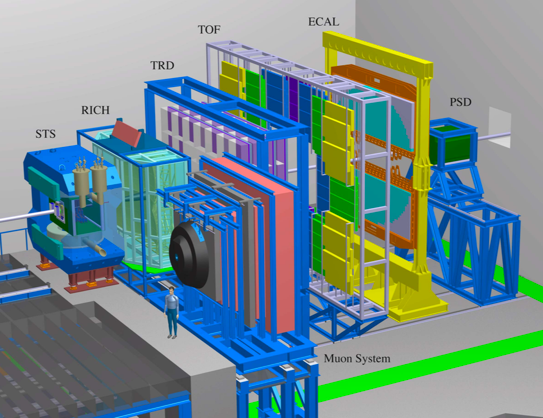 ECAL
TOF
TRD
PSD
RICH
STS
Muon System